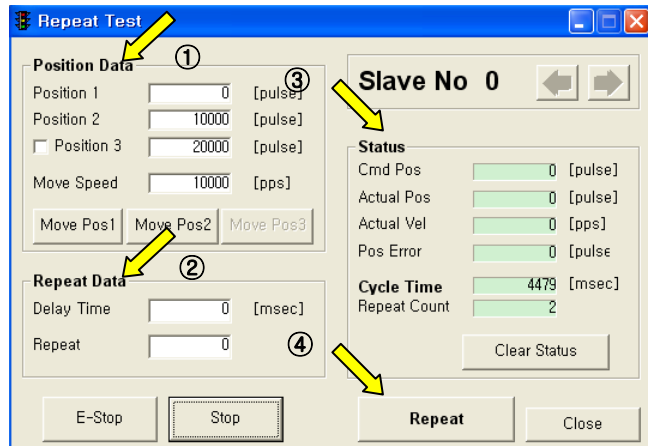 Repeat Test
①
Position Data
Position 1 0 [pulse]
Position 2 10000 [pulse]
Position 3 20000 [pulse]
Move Speed 10000 [pps]
Move Pos1 Move Pos2 Move Pos3
②
Repeat Data
Delay Time 0 [msec]
Repeat 0
E-Stop Stop
Slave No 0
③
Status
Cmd Pos 0 [pulse]
Actual Pos 0 [pulse]
Actual Vel 0 [pps]
Pos Error 0 [pulse
Cycle Time 4479 [msec]
Repeat Count 2
Clear Status
④
Repeat Close